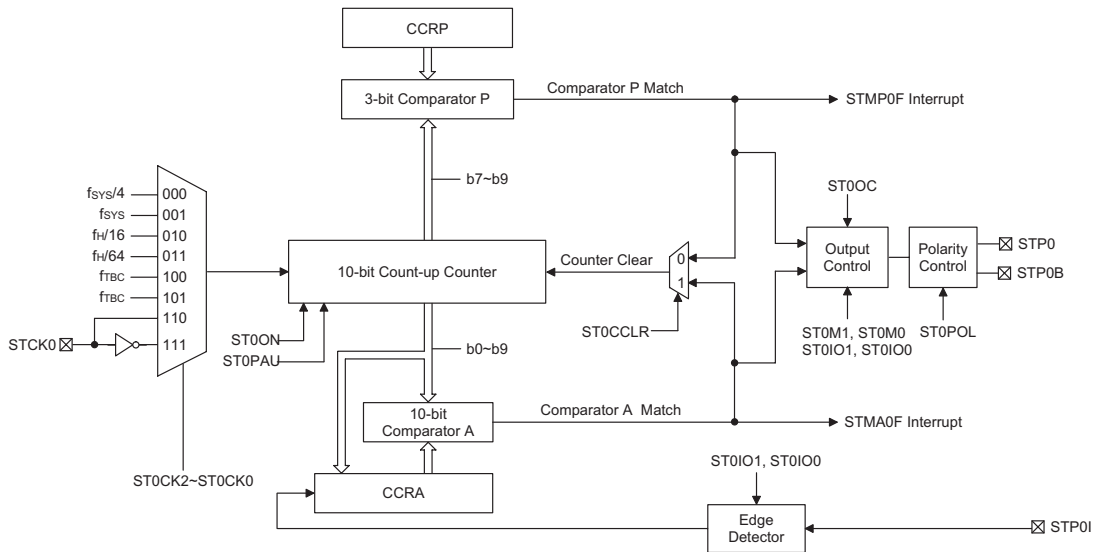 CCRP
3-bit Comparator P
Comparator P Match
STMP0F Interrupt
b7~b9
fSYS/4
000
fSYS
001
fH/16
010
fH/64
011
fTBC
100
fTBC
101
110
111
STCK0
10-bit Count-up Counter
Counter Clear
0
1
ST0OC
Output
Control
Polarity
Control
STP0
STP0B
ST0ON
ST0PAU
ST0CCLR
ST0M1, ST0M0
ST0IO1, ST0IO0
ST0POL
b0~b9
10-bit
Comparator A
Comparator A Match
STMA0F Interrupt
ST0CK2~ST0CK0
CCRA
ST0IO1, ST0IO0
Edge
Detector
STP0I